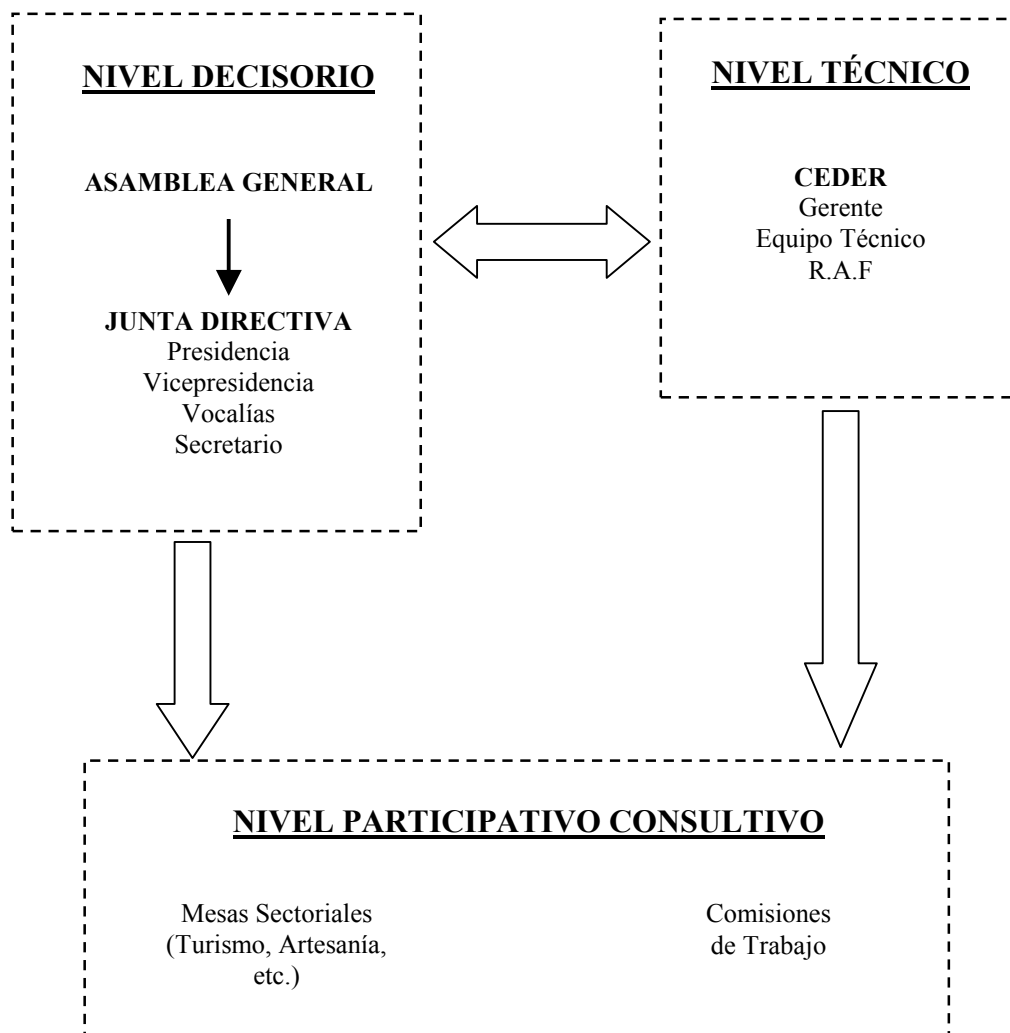 NIVEL DECISORIO
ASAMBLEA GENERAL
JUNTA DIRECTIVA
Presidencia
Vicepresidencia
Vocalías
Secretario
NIVEL TÉCNICO
CEDER
Gerente
Equipo Técnico
R.A.F
NIVEL PARTICIPATIVO CONSULTIVO
Mesas Sectoriales
(Turismo, Artesanía,
etc.)
Comisiones
de Trabajo